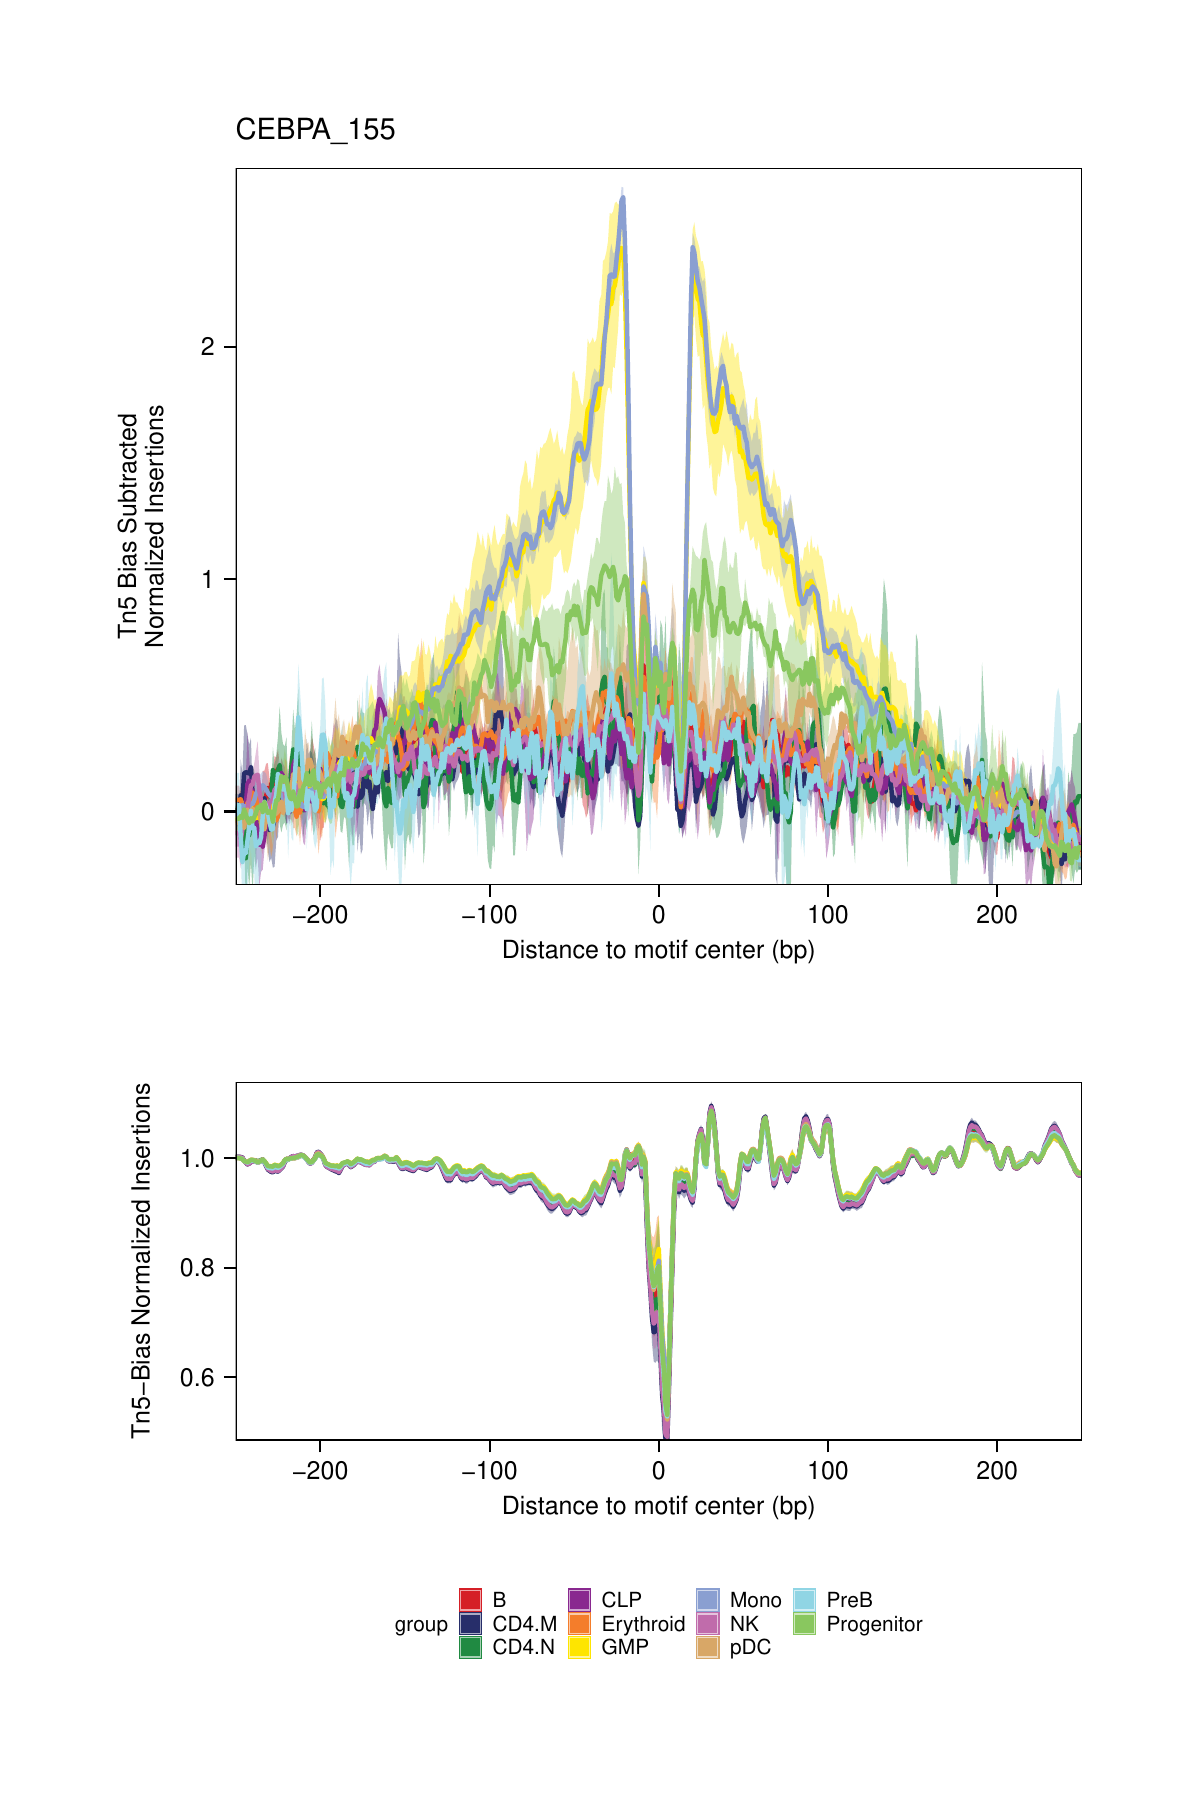 CEBPA_155
Tn5 Bias Subtracted
Normalized Insertions
2
1
0
−200 −100 0 100 200
Distance to motif center (bp)
Tn5−Bias Normalized Insertions
1.0
0.8
0.6
−200 −100 0 100 200
Distance to motif center (bp)
B CLP Mono PreB
group CD4.M Erythroid NK Progenitor
CD4.N GMP pDC